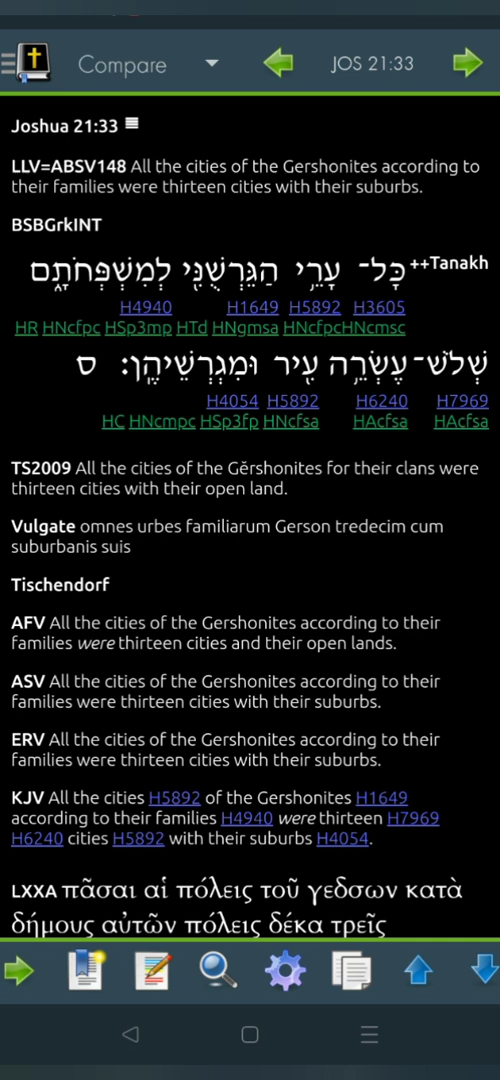 Compare JOS 21:33
Joshua 21:33
LLV=ABSV148 All the cities of the Gershonites according to
their families were thirteen cities with their suburbs.
BSBGrkINT
++Tanakh כָּל־ עָרֵ֥י הַגֵּרְשֻׁנִּ֖י לְמִשְׁפְּחֹתָ֑ם
H4940 H1649 H5892 H3605
HR HNcfpc HSp3mp HTd HNgmsa HNcfpcHNcmsc
שְׁלֹשׁ־ עֶשְׂרֵ֥ה עִ֖יר וּמִגְרְשֵׁיהֶֽן׃ ס
H4054 H5892 H6240 H7969
HC HNcmpc HSp3fp HNcfsa HAcfsa HAcfsa
TS2009 All the cities of the Gĕrshonites for their clans were
thirteen cities with their open land.
Vulgate omnes urbes familiarum Gerson tredecim cum
suburbanis suis
Tischendorf
AFV All the cities of the Gershonites according to their
families were thirteen cities and their open lands.
ASV All the cities of the Gershonites according to their
families were thirteen cities with their suburbs.
ERV All the cities of the Gershonites according to their
families were thirteen cities with their suburbs.
KJV All the cities H5892 of the Gershonites H1649
according to their families H4940 were thirteen H7969
H6240 cities H5892 with their suburbs H4054.
LXXA πᾶσαι αἱ πόλεις τοῦ γεδσων κατὰ
δήμους αὐτῶν πόλεις δέκα τρεῖς